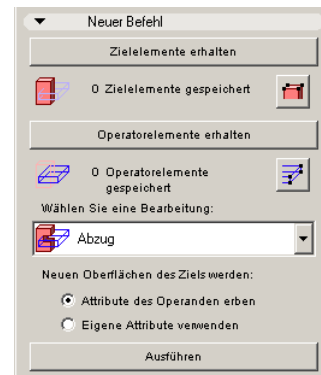 Neuer Befehl
Zielelemente erhalten
0 Zielelemente gespeichert
Operatorelemente erhalten
0 Operatorelemente
gespeichert
Wählen Sie eine Bearbeitung:
Abzug
Neuen Oberflächen des Ziels werden:
Attribute des Operanden erben
Eigene Attribute verwenden
Ausführen